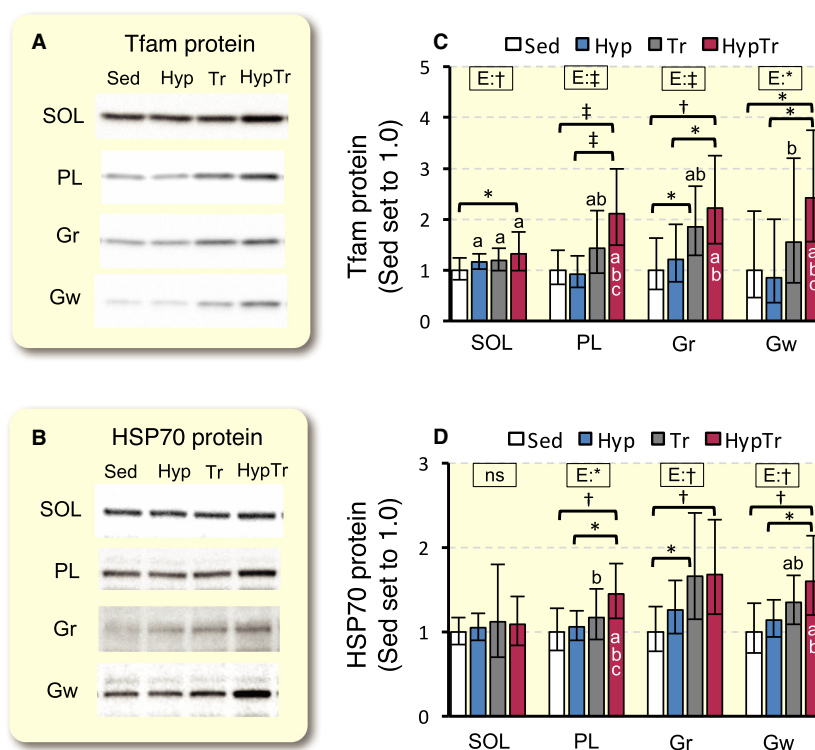 A
Tfam protein
Sed Hyp Tr HypTr
SOL
PL
Gr
Gw
C
Sed Hyp Tr HypTr
Tfam protein
(Sed set to 1.0)
5
4
3
2
1
0
E:† E:‡ E:‡ E:*
* ‡ ‡ † * * * *
a a a ab ab b
a
b
c
a
b
a
b
c
SOL PL Gr Gw
B
HSP70 protein
Sed Hyp Tr HypTr
SOL
PL
Gr
Gw
D
Sed Hyp Tr HypTr
HSP70 protein
(Sed set to 1.0)
3
2
1
0
ns E:* E:† E:†
† * † * † *
b ab
a
b
c
a
b
SOL PL Gr Gw